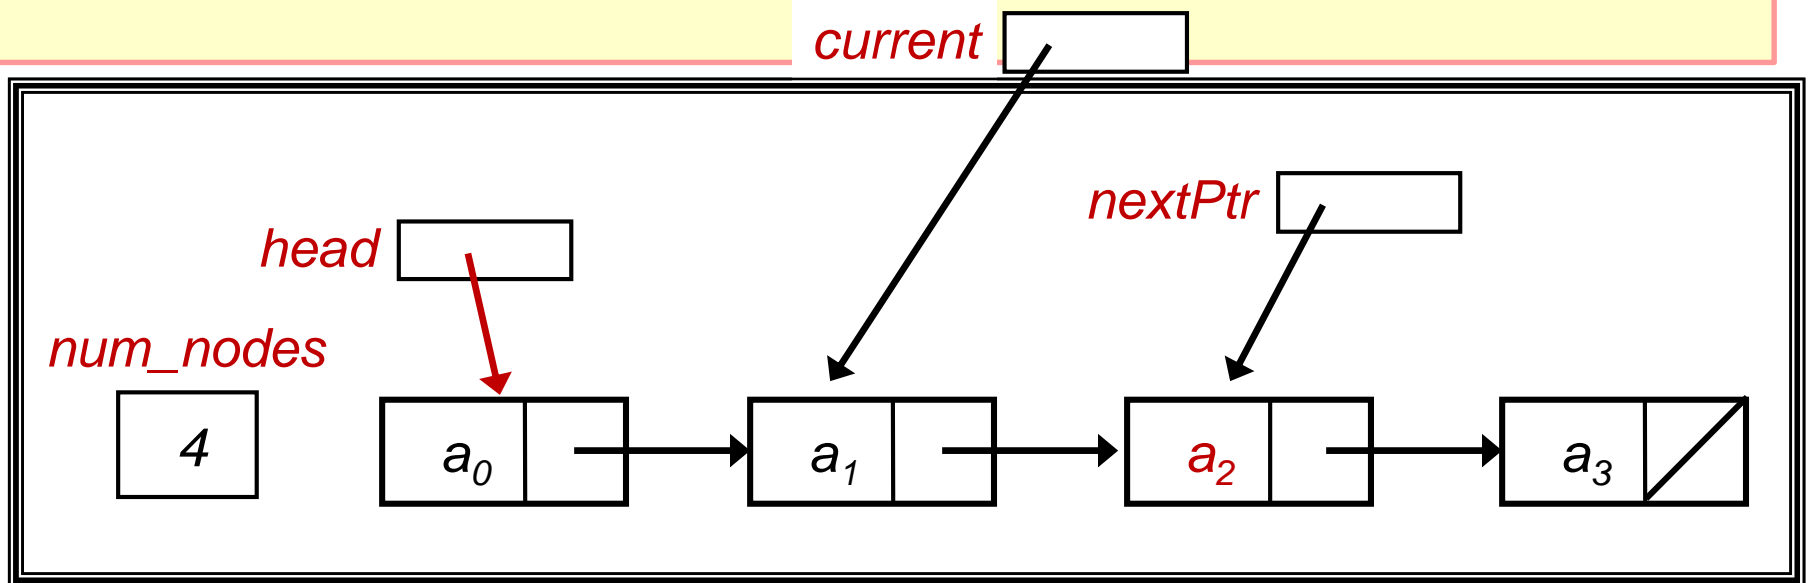 current
nextPtr
head
num_nodes
4
a0
a1
a2
a3